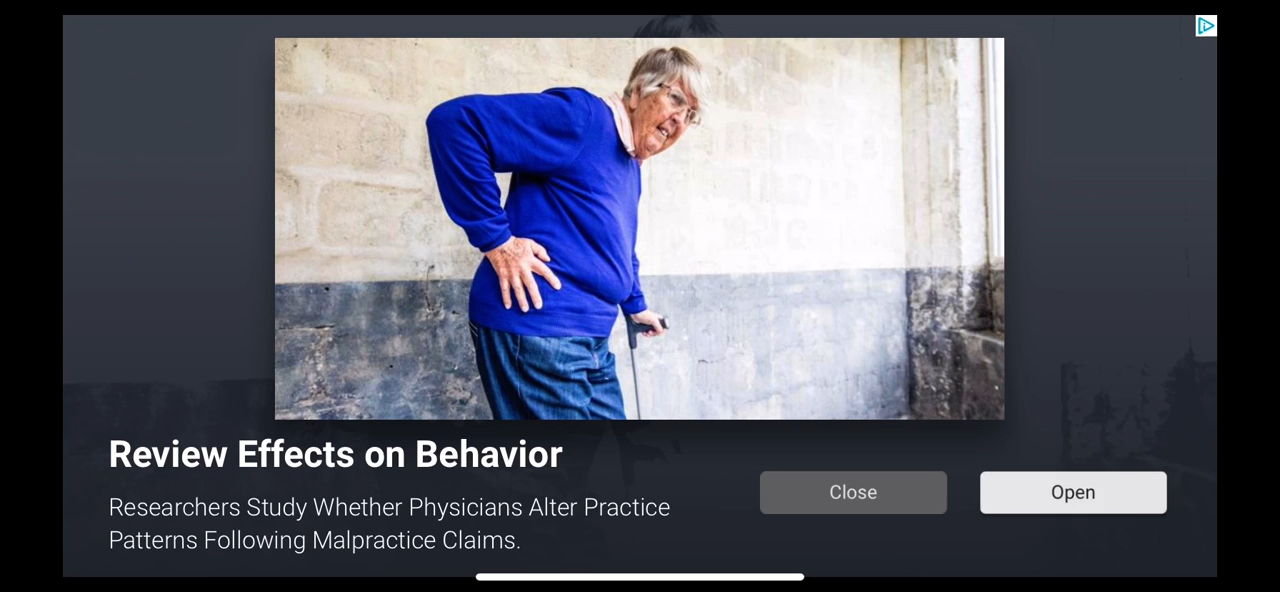 Review Effects on Behavior
Researchers Study Whether Physicians Alter Practice
Patterns Following Malpractice Claims.
Close
Open